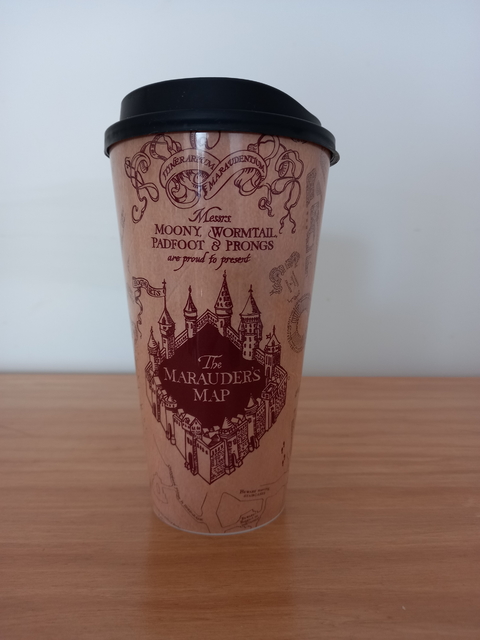 Messrs.
MOONY, WORMTAIL,
PADFOOT & PRONGS
are proud to present
The
MARAUDER'S
MAP